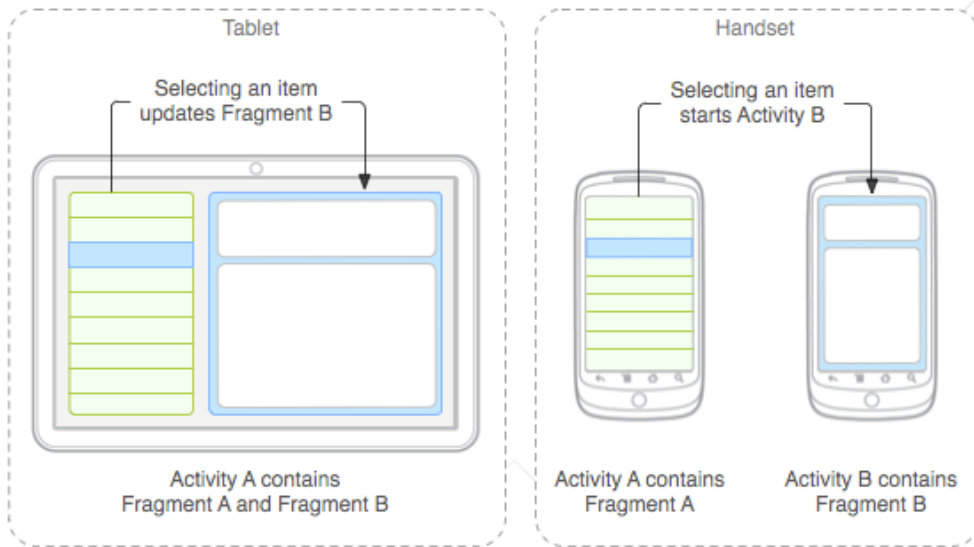 Tablet
Selecting an item
updates Fragment B
Activity A contains
Fragment A and Fragment B
Handset
Selecting an item
starts Activity B
Activity A contains
Fragment A
Activity B contains
Fragment B